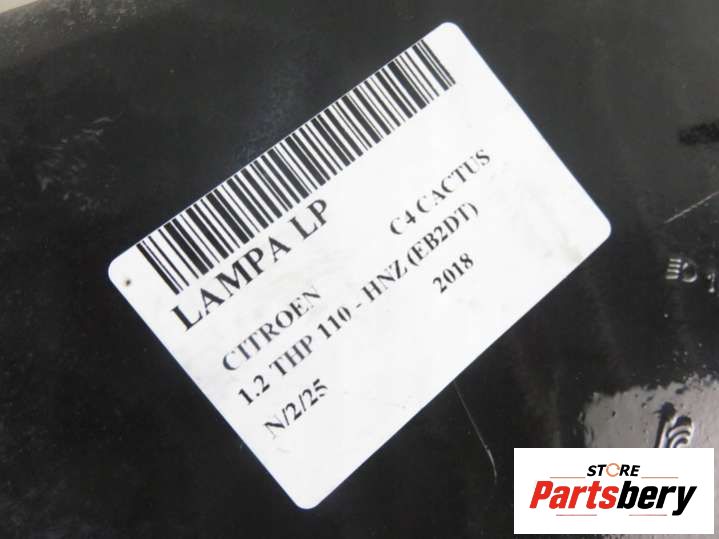 LAMPA LP
CITROEN C4 CACTUS
1.2 THP 110 - HNZ (EB2DT)
N/2/25 2018
STORE
Partsbery